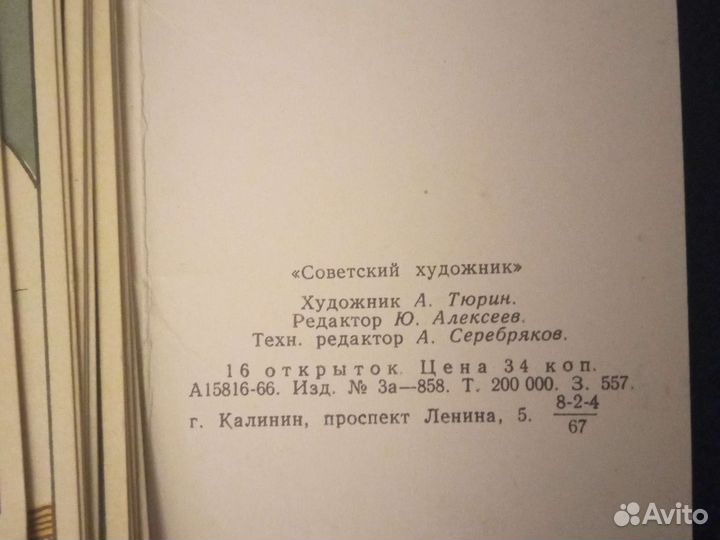 «Советский художник»
Художник А. Тюрин.
Редактор Ю. Алексеев.
Техн. редактор А. Серебряков.
16 открыток. Цена 34 коп.
А15816-66. Изд. № 3а—858. Т. 200 000. З. 557.
г. Калинин, проспект Ленина, 5. 8-2-4/67
Avito